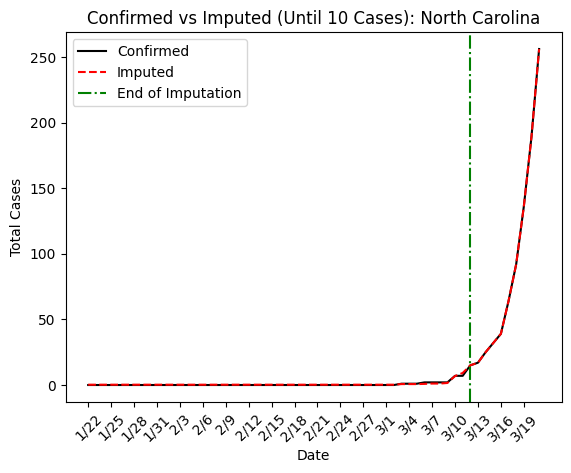 Confirmed vs Imputed (Until 10 Cases): North Carolina
Confirmed
Imputed
End of Imputation
Total Cases
250
200
150
100
50
0
1/22 1/25 1/28 1/31 2/3 2/6 2/9 2/12 2/15 2/18 2/21 2/24 2/27 3/1 3/4 3/7 3/10 3/13 3/16 3/19
Date